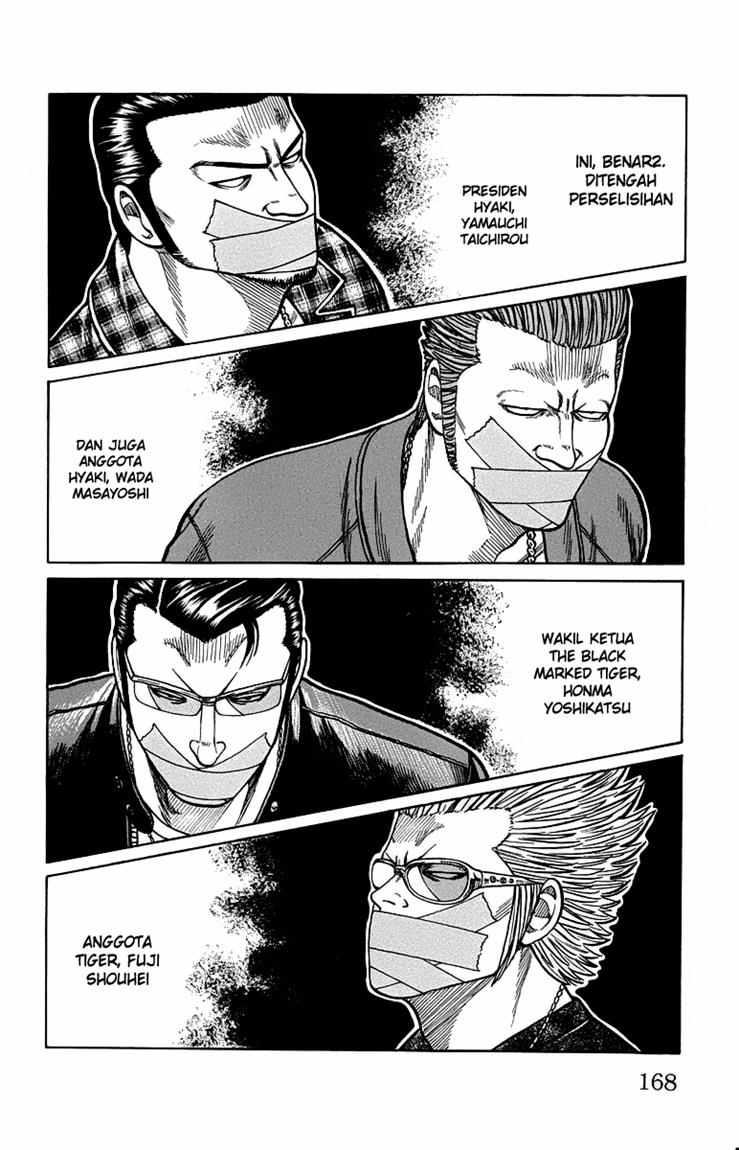 INI, BENAR2.
DITENGAH
PERSELISIHAN
PRESIDEN
HYAKI,
YAMAUCHI
TAICHIROU
DAN JUGA
ANGGOTA
HYAKI, WADA
MASAYOSHI
WAKIL KETUA
THE BLACK
MARKED TIGER,
HONMA
YOSHIKATSU
ANGGOTA
TIGER, FUJI
SHOUHEI
168